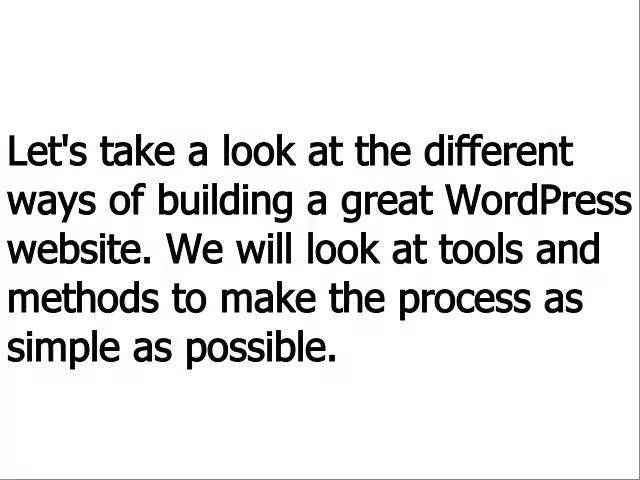 Let's take a look at the different
ways of building a great WordPress
website. We will look at tools and
methods to make the process as
simple as possible.